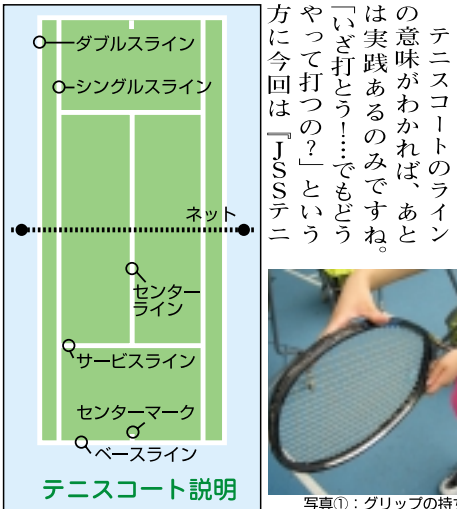 テニスコートのライン
の意味がわかれば、あと
は実践あるのみですね。
「いざ打とう！…でもどう
やって打つの？」という
方に今回は『ＪＳＳテニ
ダブルスライン
シングルスライン
ネット
センター
ライン
サービスライン
センターマーク
ベースライン
テニスコート説明
写真①：グリップの持